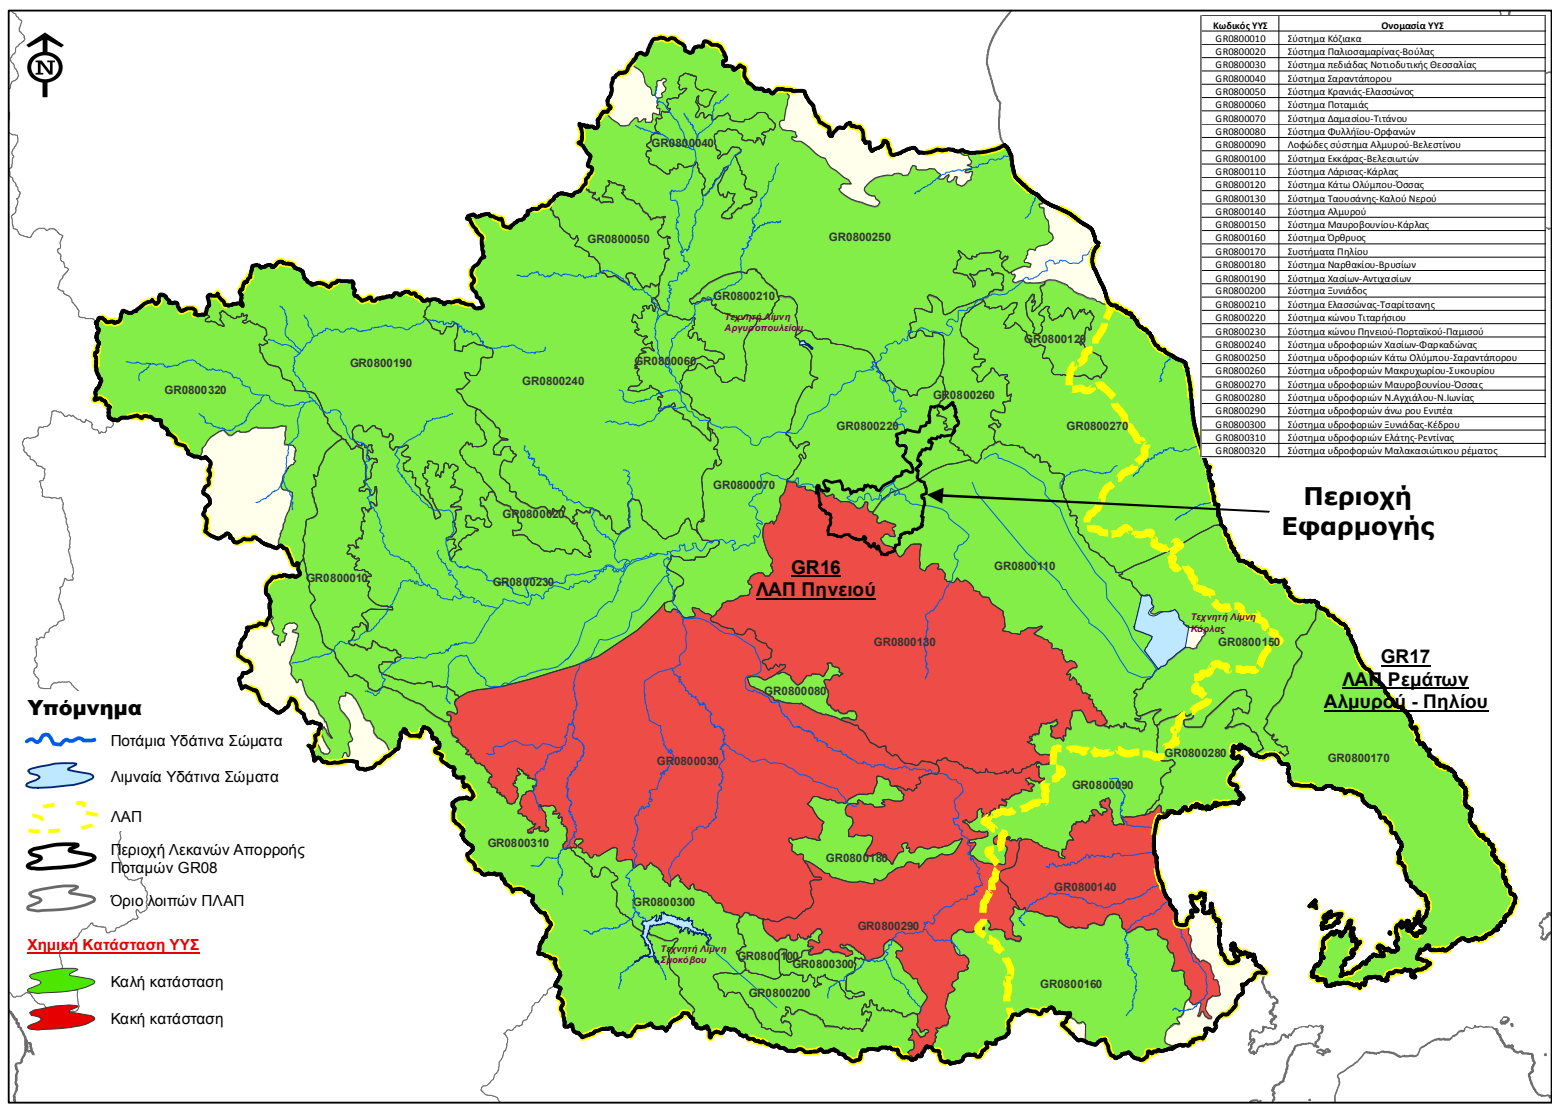 N
Κωδικός ΥΥΣ Ονομασία ΥΥΣ
GR0800010 Σύστημα Κόζιακα
GR0800020 Σύστημα Παλιοσαμαρίνας-Βούλας
GR0800030 Σύστημα πεδιάδας Νοτιοδυτικής Θεσσαλίας
GR0800040 Σύστημα Σαραντάπορου
GR0800050 Σύστημα Κρανιάς-Ελασσώνος
GR0800060 Σύστημα Ποταμιάς
GR0800070 Σύστημα Δαμασίου-Τιτάνου
GR0800080 Σύστημα Φυλλήϊου-Ορφανών
GR0800090 Λοφώδες σύστημα Αλμυρού-Βελεστίνου
GR0800100 Σύστημα Εκκάρας-Βελεσιωτών
GR0800110 Σύστημα Λάρισας-Κάρλας
GR0800120 Σύστημα Κάτω Ολύμπου-Όσσας
GR0800130 Σύστημα Ταουσάνης-Καλού Νερού
GR0800140 Σύστημα Αλμυρού
GR0800150 Σύστημα Μαυροβουνίου-Κάρλας
GR0800160 Σύστημα Όρθρυος
GR0800170 Συστήματα Πηλίου
GR0800180 Σύστημα Ναρθακίου-Βρυσίων
GR0800190 Σύστημα Χασίων-Αντιχασίων
GR0800200 Σύστημα Ξυνιάδος
GR0800210 Σύστημα Ελασσώνας-Τσαρίτσανης
GR0800220 Σύστημα κώνου Τιταρήσιου
GR0800230 Σύστημα κώνου Πηνειού-Πορταϊκού-Παμισού
GR0800240 Σύστημα υδροφοριών Χασίων-Φαρκαδώνας
GR0800250 Σύστημα υδροφοριών Κάτω Ολύμπου-Σαραντάπορου
GR0800260 Σύστημα υδροφοριών Μακρυχωρίου-Συκουρίου
GR0800270 Σύστημα υδροφοριών Μαυροβουνίου-Όσσας
GR0800280 Σύστημα υδροφοριών Ν.Αγχιάλου-Ν.Ιωνίας
GR0800290 Σύστημα υδροφοριών άνω ρου Ενιπέα
GR0800300 Σύστημα υδροφοριών Ξυνιάδας-Κέδρου
GR0800310 Σύστημα υδροφοριών Ελάτης-Ρεντίνας
GR0800320 Σύστημα υδροφοριών Μαλακασιώτικου ρέματος
GR0800040
GR0800050
GR0800250
GR0800210
Τεχνητή Λίμνη
Αργυροπουλείου
GR0800120
GR0800190
GR0800060
GR0800240
GR0800320
GR0800260
GR0800220
GR0800270
GR0800070
Περιοχή
Εφαρμογής
GR0800020
GR16
ΛΑΠ Πηνειού
GR0800110
GR0800010
GR0800230
Τεχνητή Λίμνη
Κάρλας
GR0800130
GR0800150
GR17
ΛΑΠ Ρεμάτων
Αλμυρού - Πηλίου
GR0800080
GR0800280
GR0800170
GR0800030
GR0800090
GR0800310
GR0800180
GR0800140
GR0800300
GR0800290
Τεχνητή Λίμνη
Σμοκόβου
GR0800100
GR0800300
GR0800200
GR0800160
Υπόμνημα
Ποτάμια Υδάτινα Σώματα
Λιμναία Υδάτινα Σώματα
ΛΑΠ
Περιοχή Λεκανών Απορροής
Ποταμών GR08
Όριο λοιπών ΠΛΑΠ
Χημική Κατάσταση ΥΥΣ
Καλή κατάσταση
Κακή κατάσταση